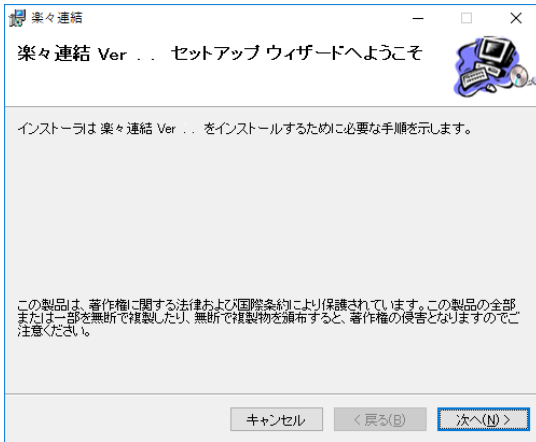 楽々連結
楽々連結 Ver . . セットアップ ウィザードへようこそ
インストーラは 楽々連結 Ver . . をインストールするために必要な手順を示します。
この製品は、著作権に関する法律および国際条約により保護されています。この製品の全部
または一部を無断で複製したり、無断で複製物を頒布すると、著作権の侵害となりますのでご
注意ください。
キャンセル < 戻る(B) 次へ(N) >